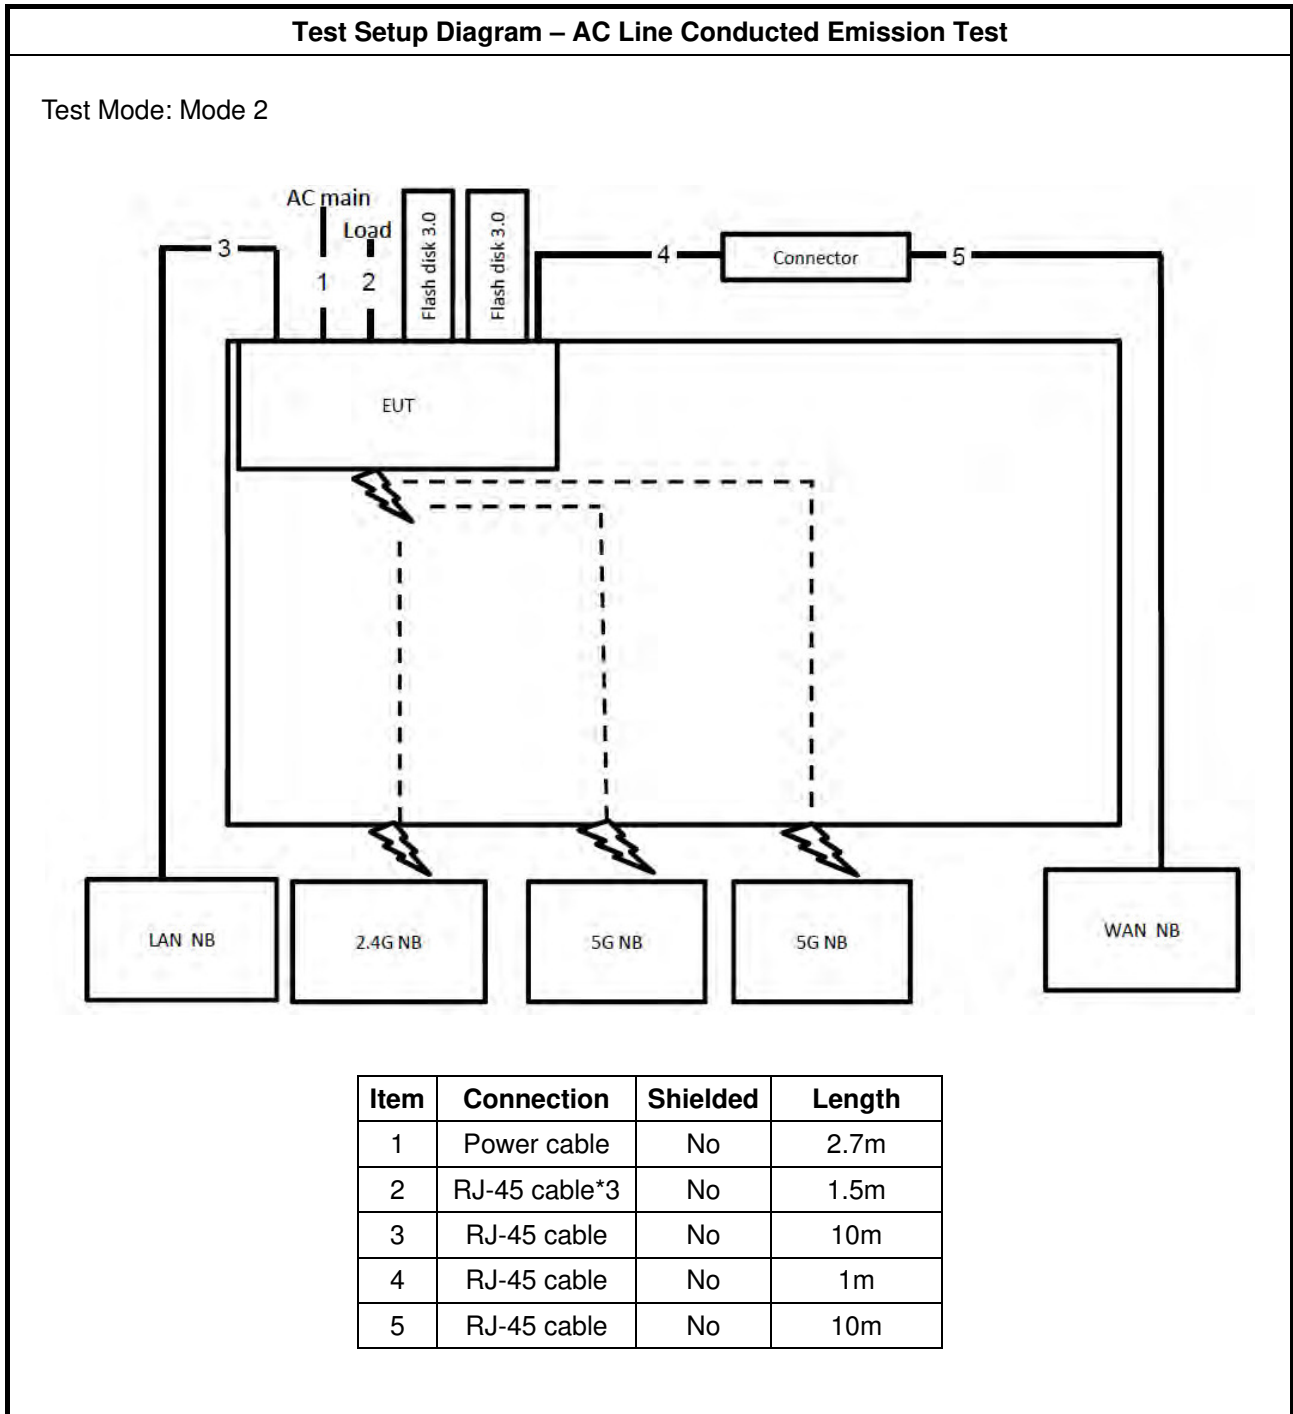 Test Setup Diagram – AC Line Conducted Emission Test
Test Mode: Mode 2
AC main
Load
Flash disk 3.0
Flash disk 3.0
3
1
2
4
Connector
5
EUT
LAN NB
2.4G NB
5G NB
5G NB
WAN NB
Item Connection Shielded Length
1 Power cable No 2.7m
2 RJ-45 cable*3 No 1.5m
3 RJ-45 cable No 10m
4 RJ-45 cable No 1m
5 RJ-45 cable No 10m